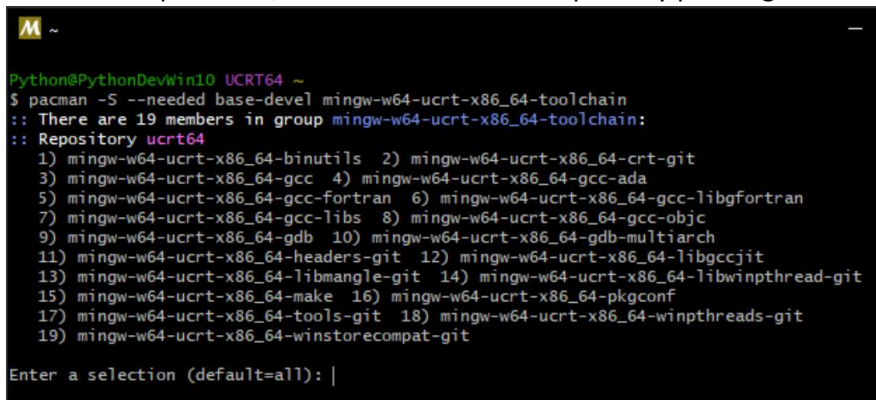 M ~
Python@PythonDevWin10 UCRT64 ~
$ pacman -S --needed base-devel mingw-w64-ucrt-x86_64-toolchain
:: There are 19 members in group mingw-w64-ucrt-x86_64-toolchain:
:: Repository ucrt64
   1) mingw-w64-ucrt-x86_64-binutils  2) mingw-w64-ucrt-x86_64-crt-git
   3) mingw-w64-ucrt-x86_64-gcc  4) mingw-w64-ucrt-x86_64-gcc-ada
   5) mingw-w64-ucrt-x86_64-gcc-fortran  6) mingw-w64-ucrt-x86_64-gcc-libgfortran
   7) mingw-w64-ucrt-x86_64-gcc-libs  8) mingw-w64-ucrt-x86_64-gcc-objc
   9) mingw-w64-ucrt-x86_64-gdb  10) mingw-w64-ucrt-x86_64-gdb-multiarch
   11) mingw-w64-ucrt-x86_64-headers-git  12) mingw-w64-ucrt-x86_64-libgccjit
   13) mingw-w64-ucrt-x86_64-libmangle-git  14) mingw-w64-ucrt-x86_64-libwinpthread-git
   15) mingw-w64-ucrt-x86_64-make  16) mingw-w64-ucrt-x86_64-pkgconf
   17) mingw-w64-ucrt-x86_64-tools-git  18) mingw-w64-ucrt-x86_64-winpthreads-git
   19) mingw-w64-ucrt-x86_64-winstorecompat-git
Enter a selection (default=all):